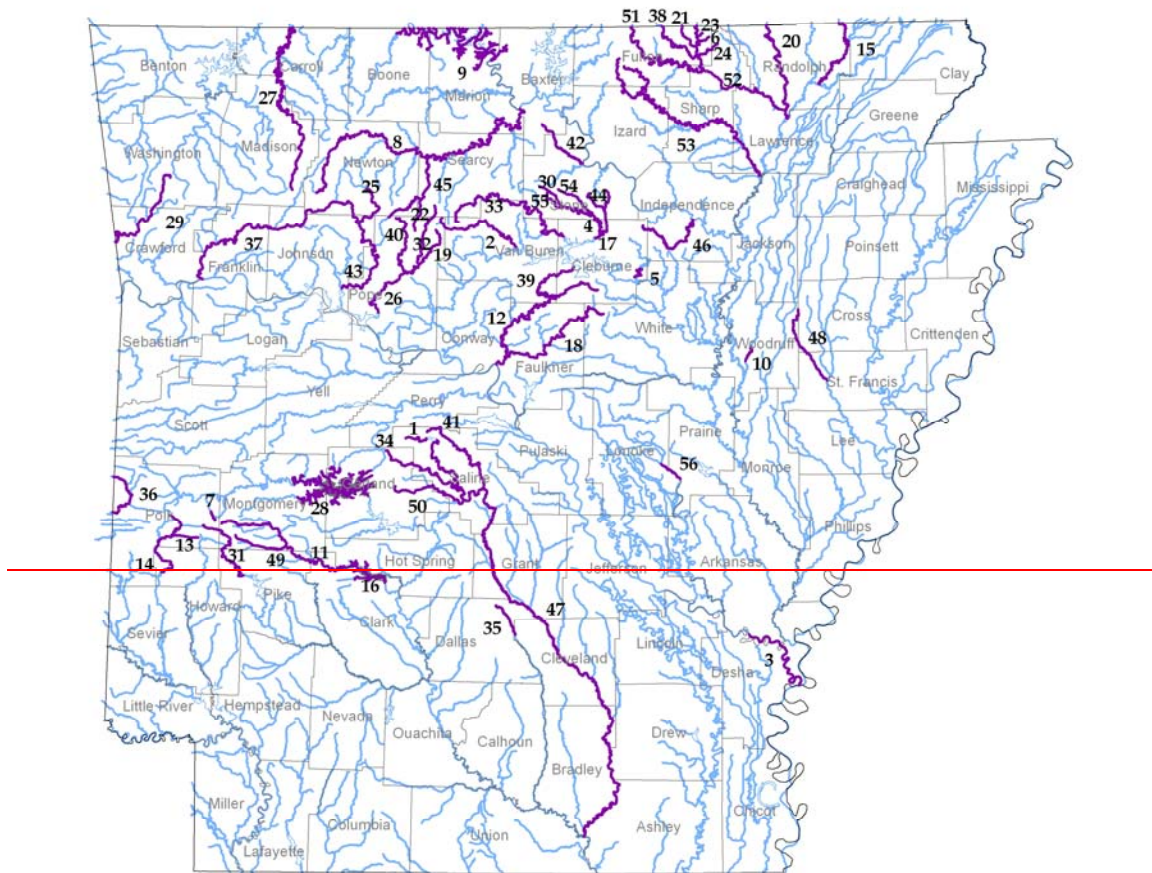 51 38 21 23
6
24
20
15
Benton
Carroll
Boone
9
Marion
Baxter
Fulton
52
Randolph
Clay
27
Sharp
Greene
Washington
Madison
8
Newton
Searcy
42
Izard
53
Lawrence
25
45
Craighead
Mississippi
29
30 54 44
33
55
Stone
Independence
22
4
17
46
Jackson
Poinsett
Crawford
37
Johnson
40
32
2
Van Buren
Franklin
43
19
39
Cleburne
5
Pope
26
Cross
Sebastian
Logan
12
Conway
18
White
Woodruff
48
Crittenden
10
Faulkner
St. Francis
Yell
Perry
Scott
1
41
34
Pulaski
Lonoke
Prairie
56
Lee
Monroe
36
7
Garland
Saline
Montgomery
28
50
Polk
Phillips
13
31
11
14
49
Hot Spring
Grant
Jefferson
Arkansas
16
Howard
Pike
Clark
35
47
Sevier
Dallas
Cleveland
Lincoln
3
Desha
Little River
Hempstead
Nevada
Ouachita
Calhoun
Drew
Bradley
Miller
Chicot
Columbia
Union
Ashley
Lafayette